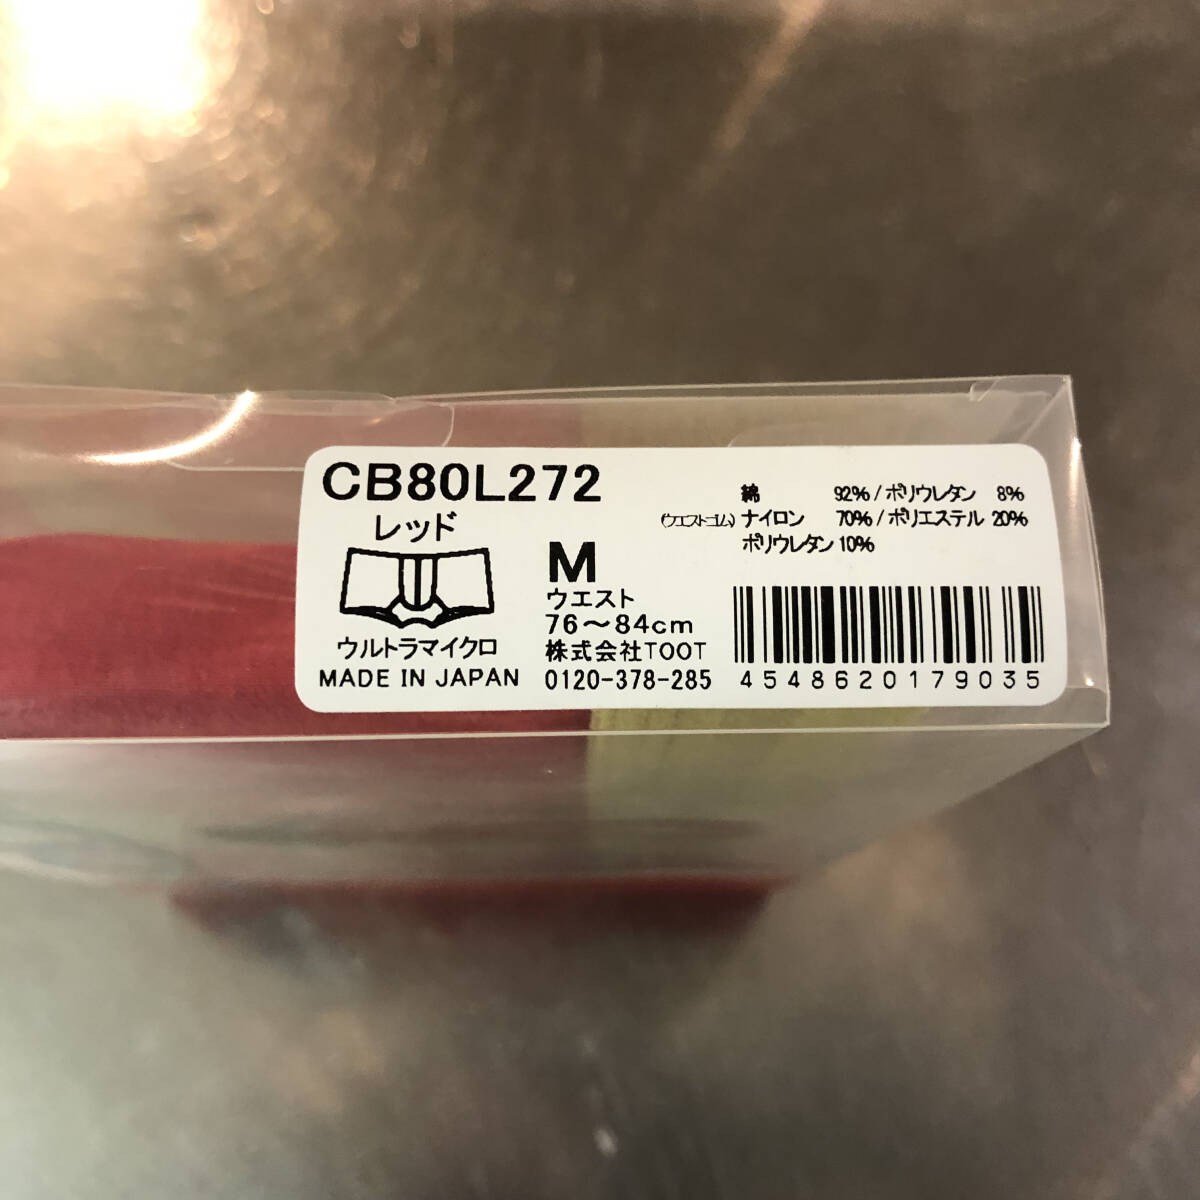 CB80L272
レッド
ウルトラマイクロ
MADE IN JAPAN
M
ウエスト
76～84cm
株式会社TOOT
0120-378-285
綿 92% / ポリウレタン 8%
(ウエストゴム) ナイロン 70% / ポリエステル 20%
ポリウレタン 10%
4548620179035